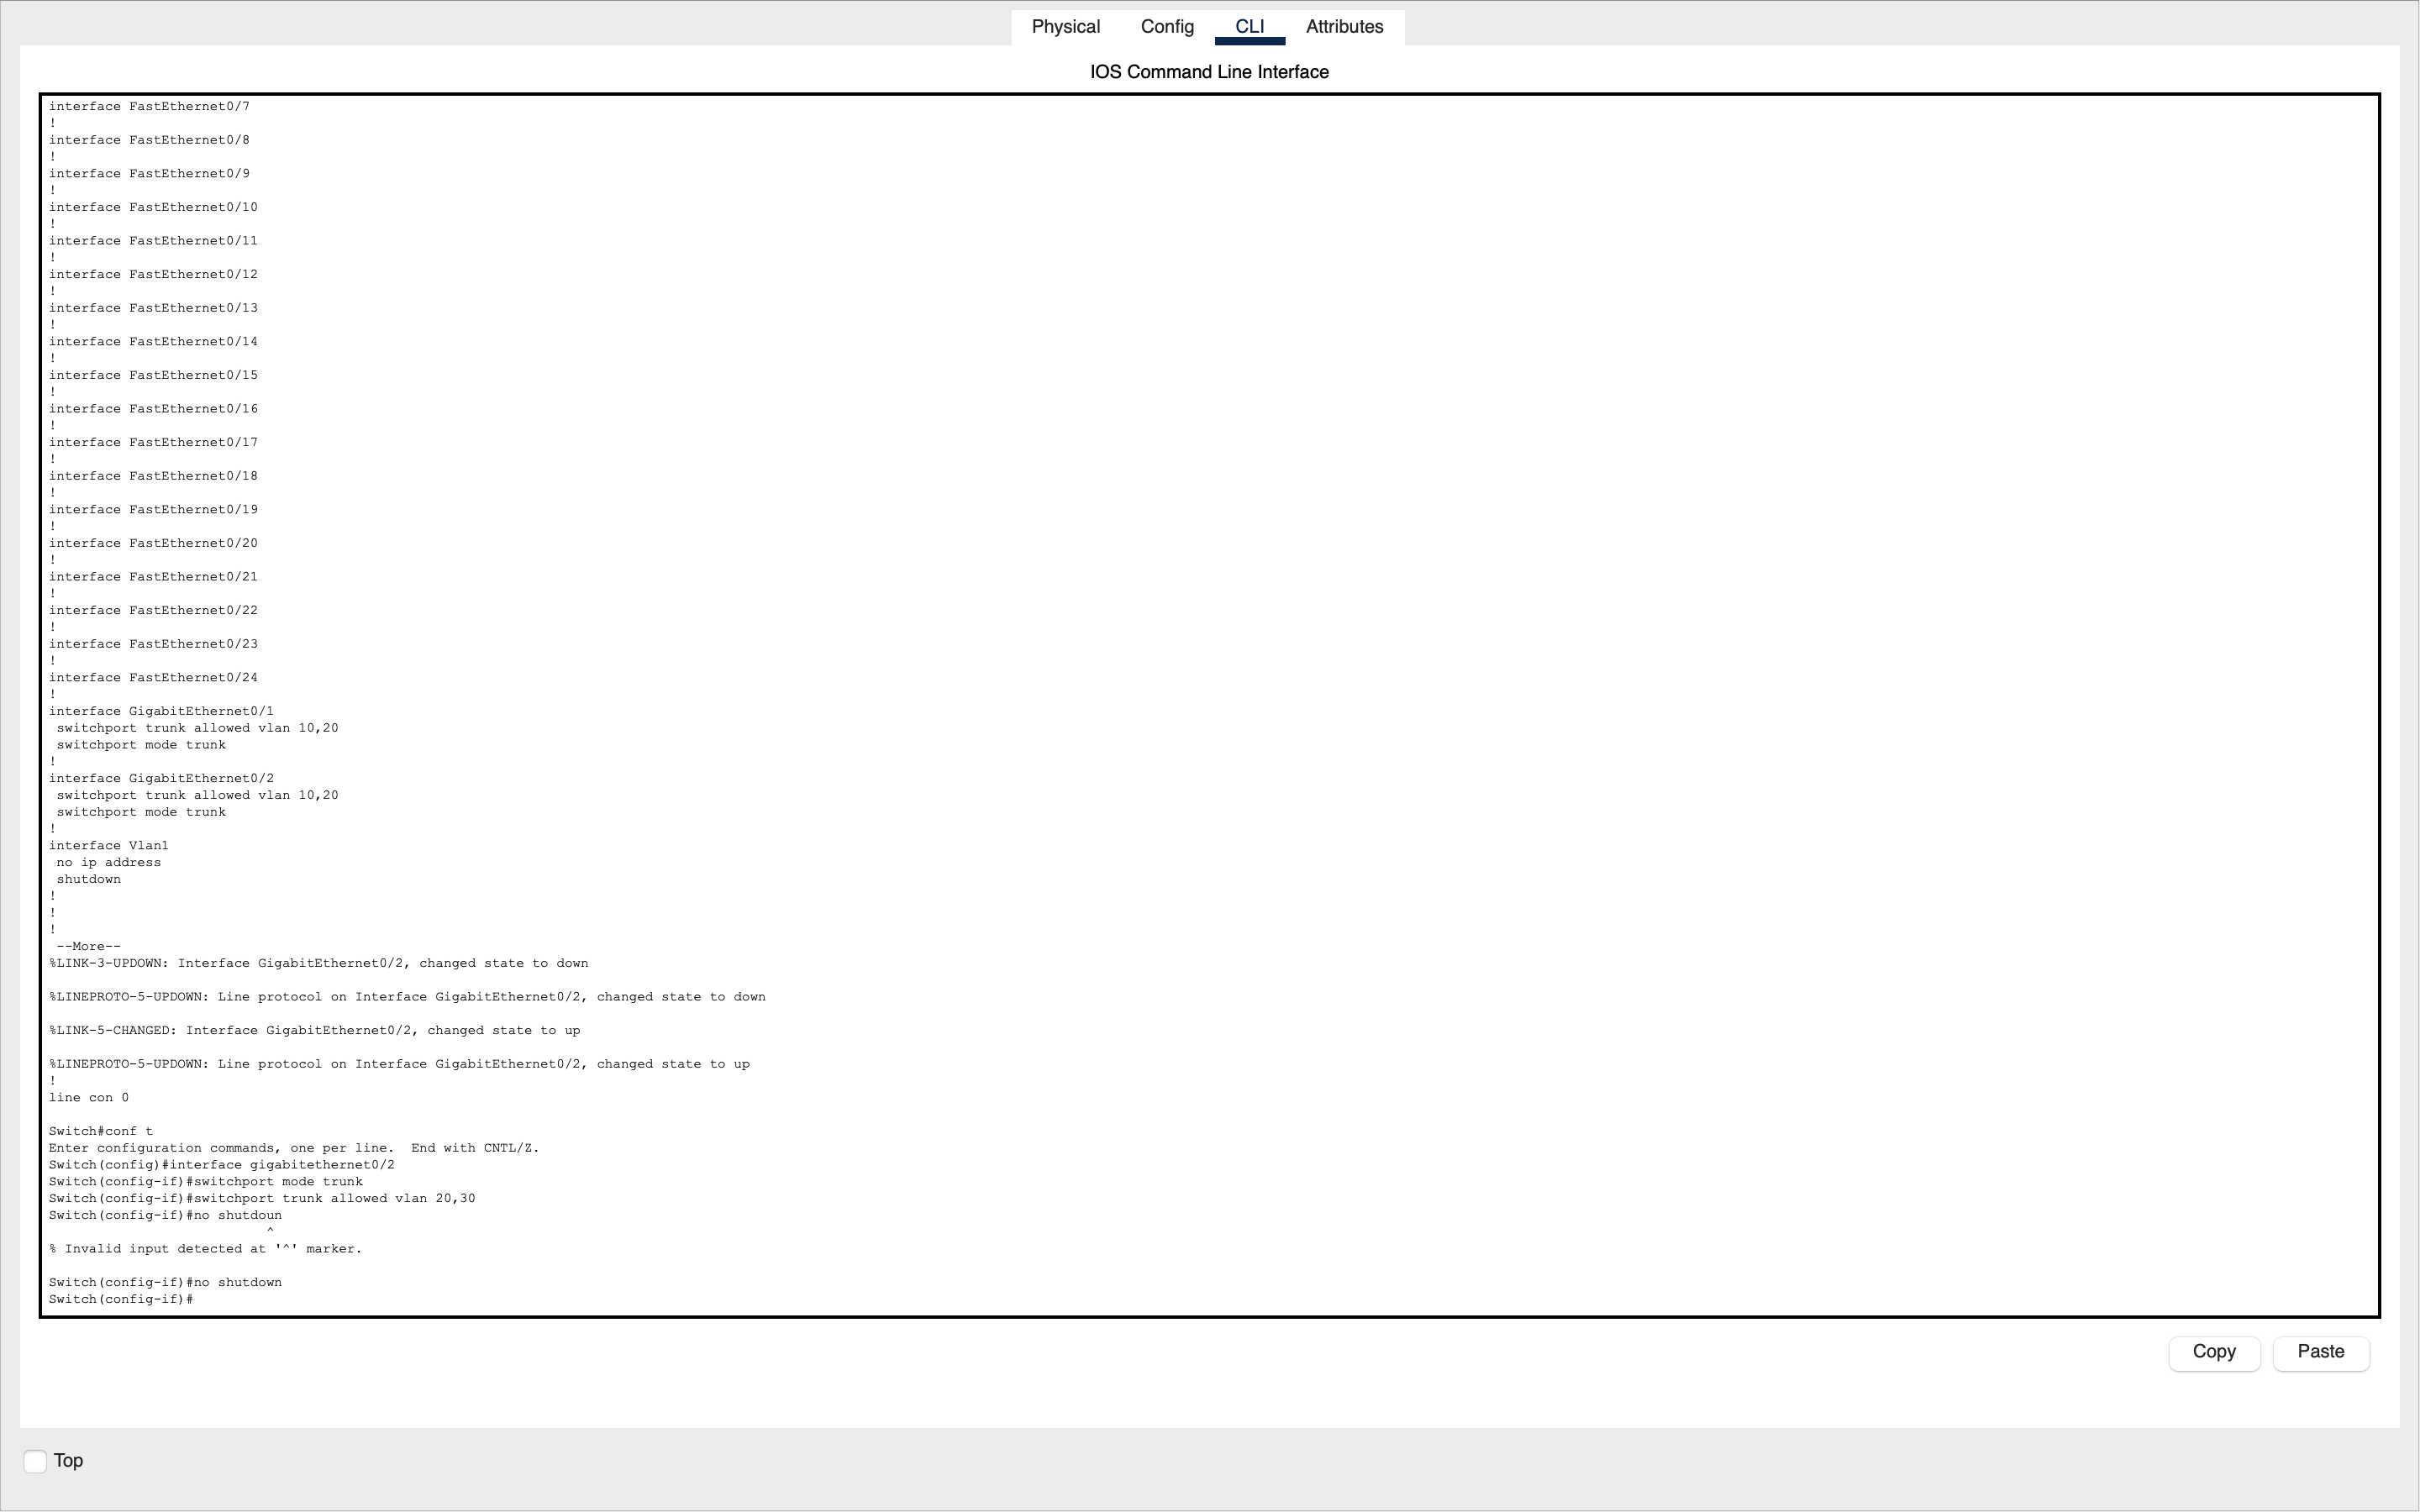 Physical Config CLI Attributes
IOS Command Line Interface
interface FastEthernet0/7
!
interface FastEthernet0/8
!
interface FastEthernet0/9
!
interface FastEthernet0/10
!
interface FastEthernet0/11
!
interface FastEthernet0/12
!
interface FastEthernet0/13
!
interface FastEthernet0/14
!
interface FastEthernet0/15
!
interface FastEthernet0/16
!
interface FastEthernet0/17
!
interface FastEthernet0/18
!
interface FastEthernet0/19
!
interface FastEthernet0/20
!
interface FastEthernet0/21
!
interface FastEthernet0/22
!
interface FastEthernet0/23
!
interface FastEthernet0/24
!
interface GigabitEthernet0/1
 switchport trunk allowed vlan 10,20
 switchport mode trunk
!
interface GigabitEthernet0/2
 switchport trunk allowed vlan 10,20
 switchport mode trunk
!
interface Vlan1
 no ip address
 shutdown
!
!
!
 --More--
%LINK-3-UPDOWN: Interface GigabitEthernet0/2, changed state to down
%LINEPROTO-5-UPDOWN: Line protocol on Interface GigabitEthernet0/2, changed state to down
%LINK-5-CHANGED: Interface GigabitEthernet0/2, changed state to up
%LINEPROTO-5-UPDOWN: Line protocol on Interface GigabitEthernet0/2, changed state to up
!
line con 0
Switch#conf t
Enter configuration commands, one per line.  End with CNTL/Z.
Switch(config)#interface gigabitethernet0/2
Switch(config-if)#switchport mode trunk
Switch(config-if)#switchport trunk allowed vlan 20,30
Switch(config-if)#no shutdoun
^
% Invalid input detected at '^' marker.
Switch(config-if)#no shutdown
Switch(config-if)#
Copy Paste
Top